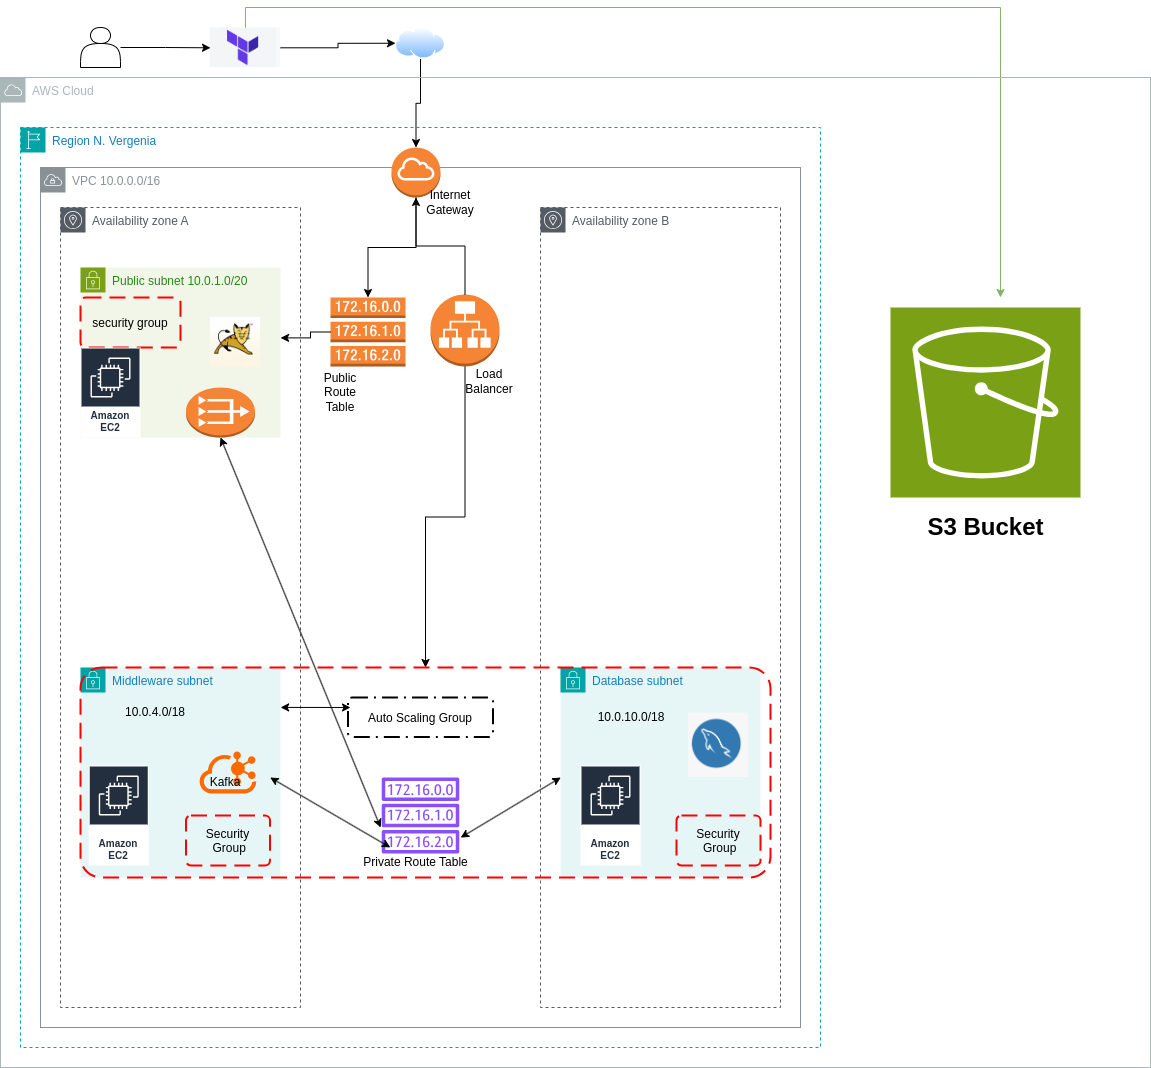 AWS Cloud
Region N. Vergenia
VPC 10.0.0.0/16
Internet
Gateway
Availability zone A
Availability zone B
Public subnet 10.0.1.0/20
security group
172.16.0.0
172.16.1.0
172.16.2.0
Public
Route
Table
Load
Balancer
Amazon
EC2
S3 Bucket
Middleware subnet
10.0.4.0/18
Auto Scaling Group
Database subnet
10.0.10.0/18
Kafka
Amazon
EC2
Security
Group
172.16.0.0
172.16.1.0
172.16.2.0
Private Route Table
Amazon
EC2
Security
Group